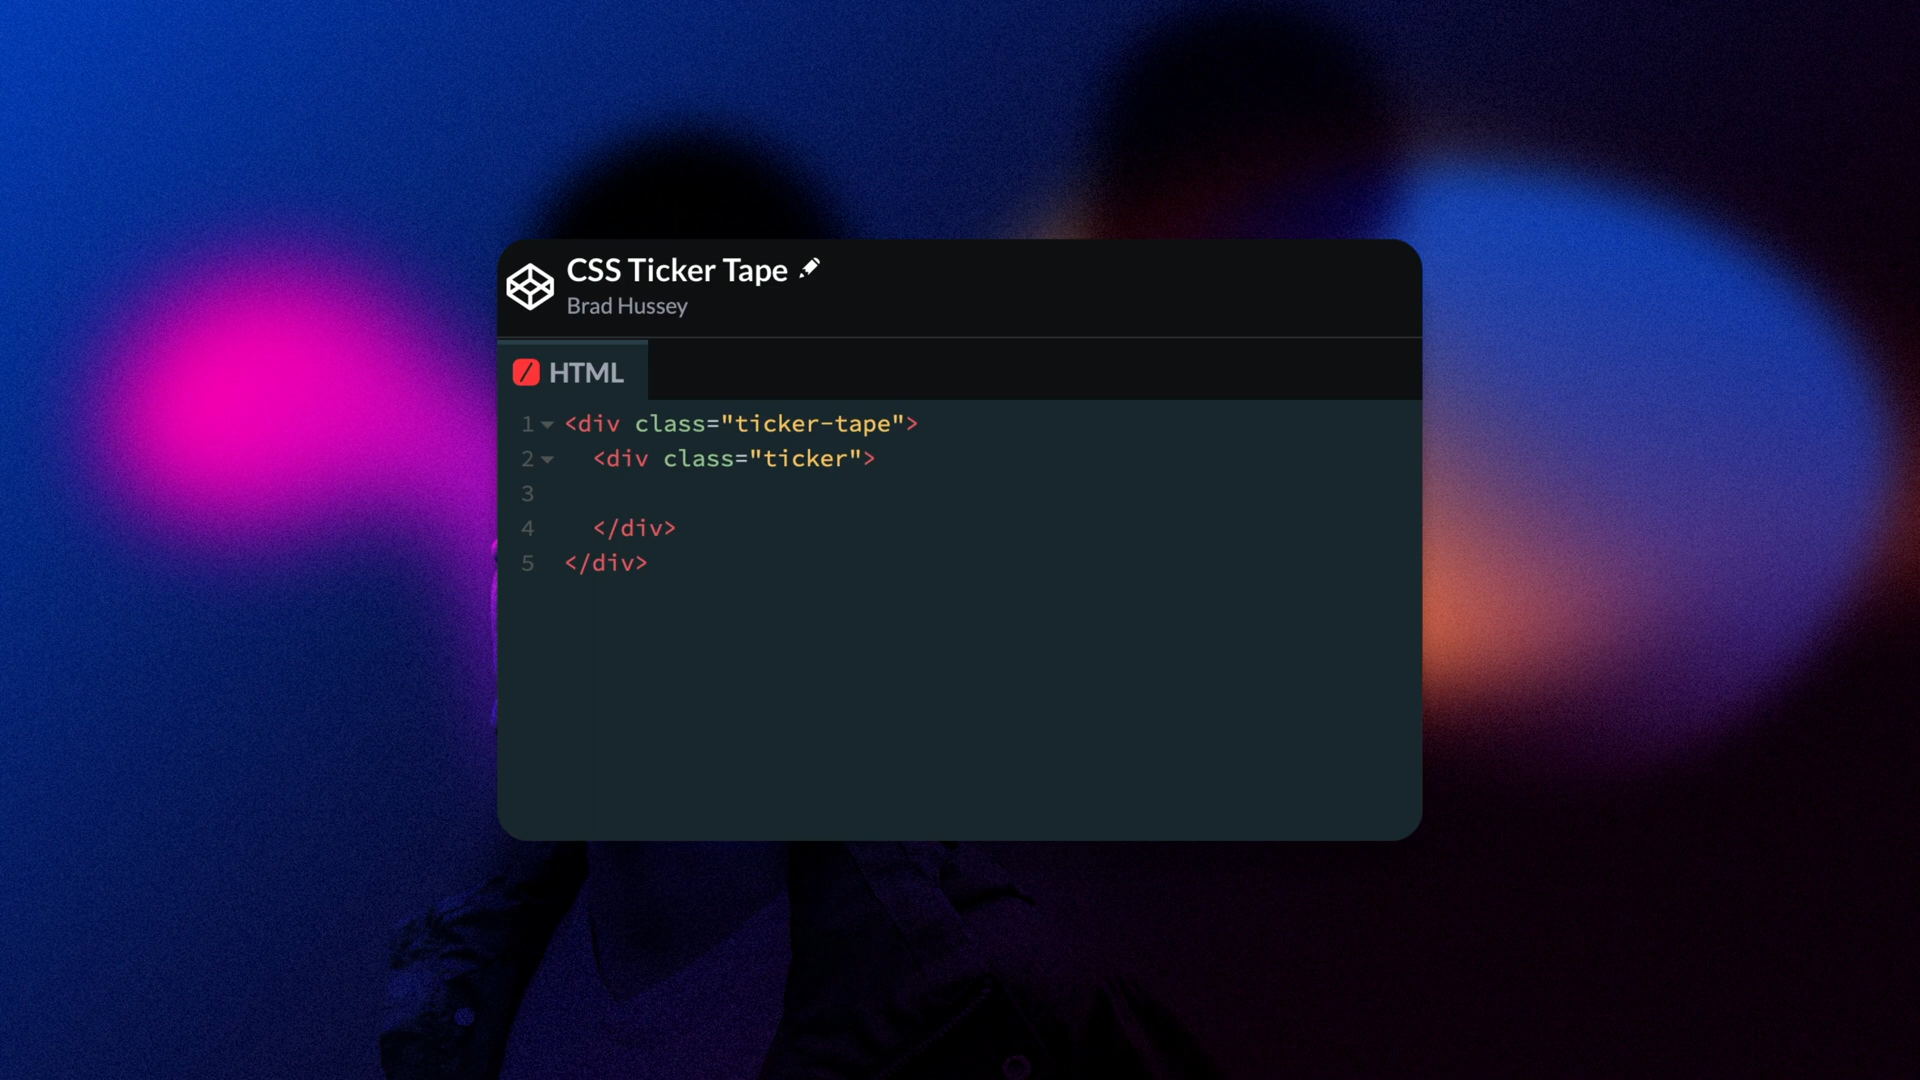 CSS Ticker Tape
Brad Hussey
HTML
1 <div class="ticker-tape">
2 <div class="ticker">
3
4 </div>
5 </div>